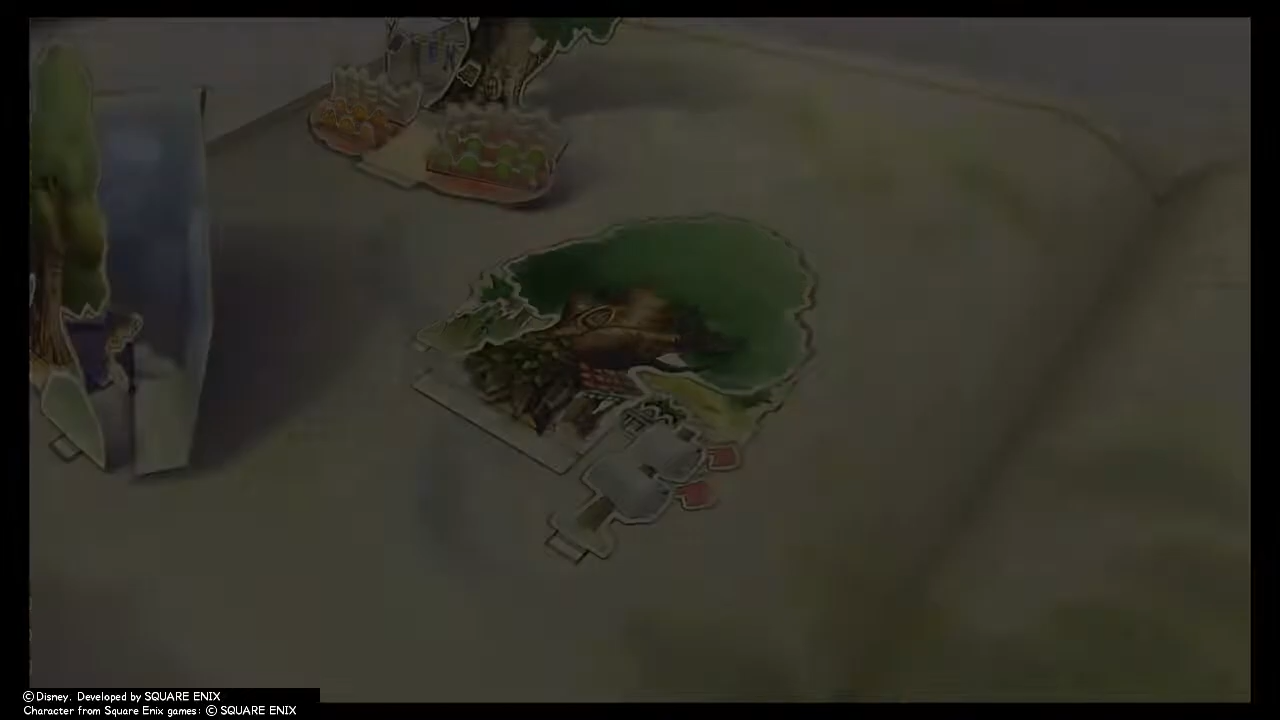 © Disney. Developed by SQUARE ENIX
Character from Square Enix games: © SQUARE ENIX